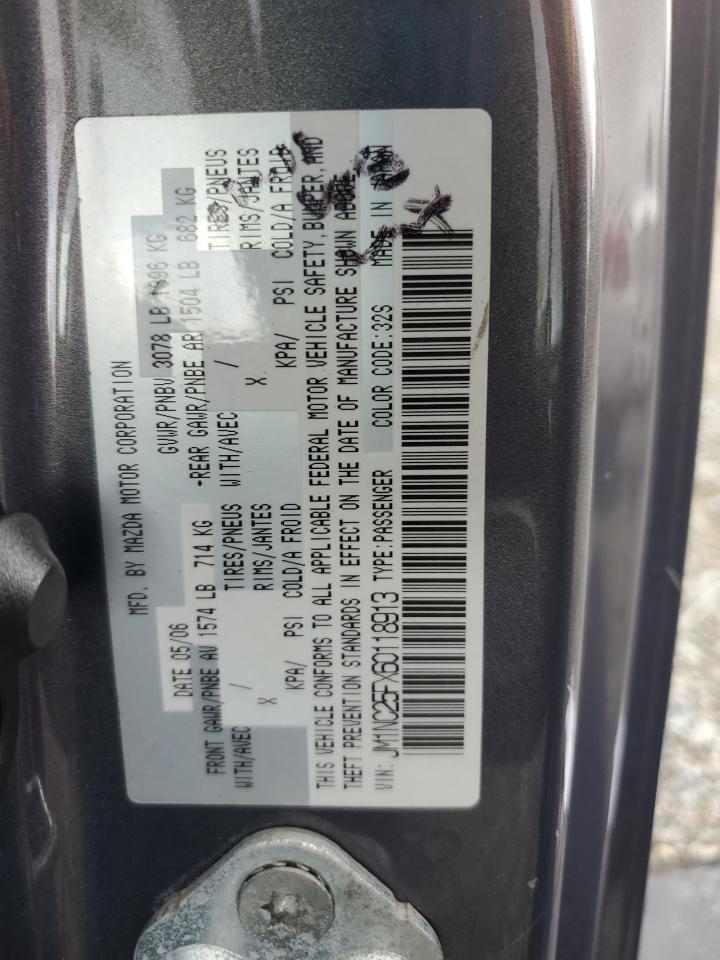 MFD. BY MAZDA MOTOR CORPORATION
DATE 05/06 GVWR/PNBV 3078 LB 1396 KG
FRONT GAWR/PNBE AV 1574 LB 714 KG -REAR GAWR/PNBE AR 1504 LB 682 KG
WITH/AVEC / TIRES/PNEUS WITH/AVEC / TIRES/PNEUS
X RIMS/JANTES X RIMS/JANTES
KPA/ PSI COLD/A FROID KPA/ PSI COLD/A FROID
THIS VEHICLE CONFORMS TO ALL APPLICABLE FEDERAL MOTOR VEHICLE SAFETY, BUMPER, AND
THEFT PREVENTION STANDARDS IN EFFECT ON THE DATE OF MANUFACTURE SHOWN ABOVE
VIN: JM1NC25FX60118913 TYPE:PASSENGER COLOR CODE:32S MADE IN JAPAN